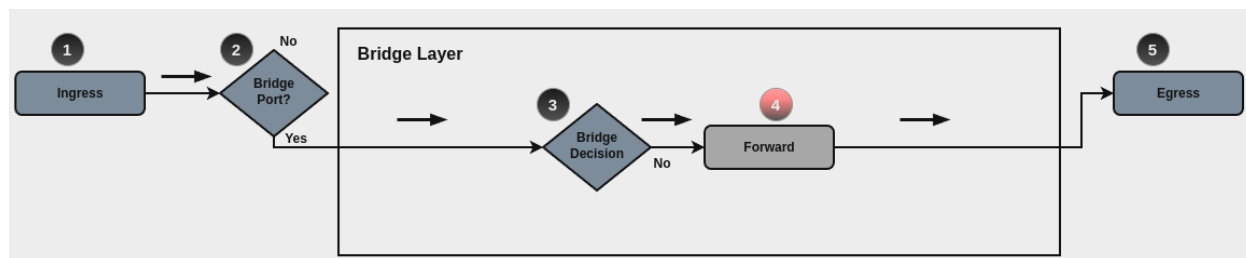 1
Ingress
2
No
Bridge
Port?
Yes
Bridge Layer
3
Bridge
Decision
No
4
Forward
5
Egress